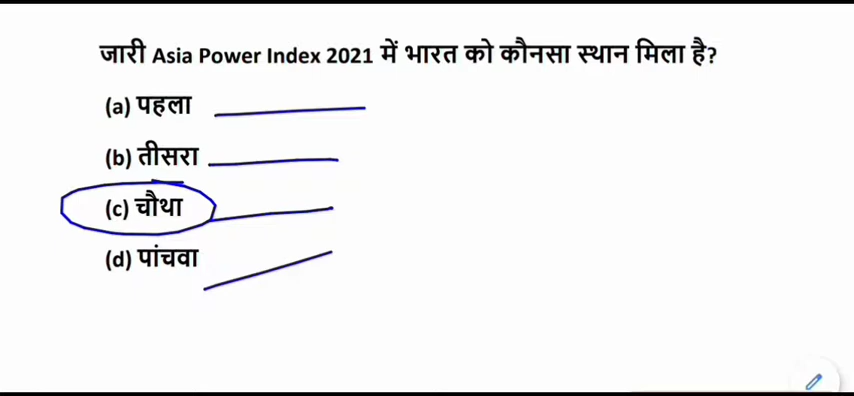 जारी Asia Power Index 2021 में भारत को कौनसा स्थान मिला है?
(a) पहला
(b) तीसरा
(c) चौथा
(d) पांचवा